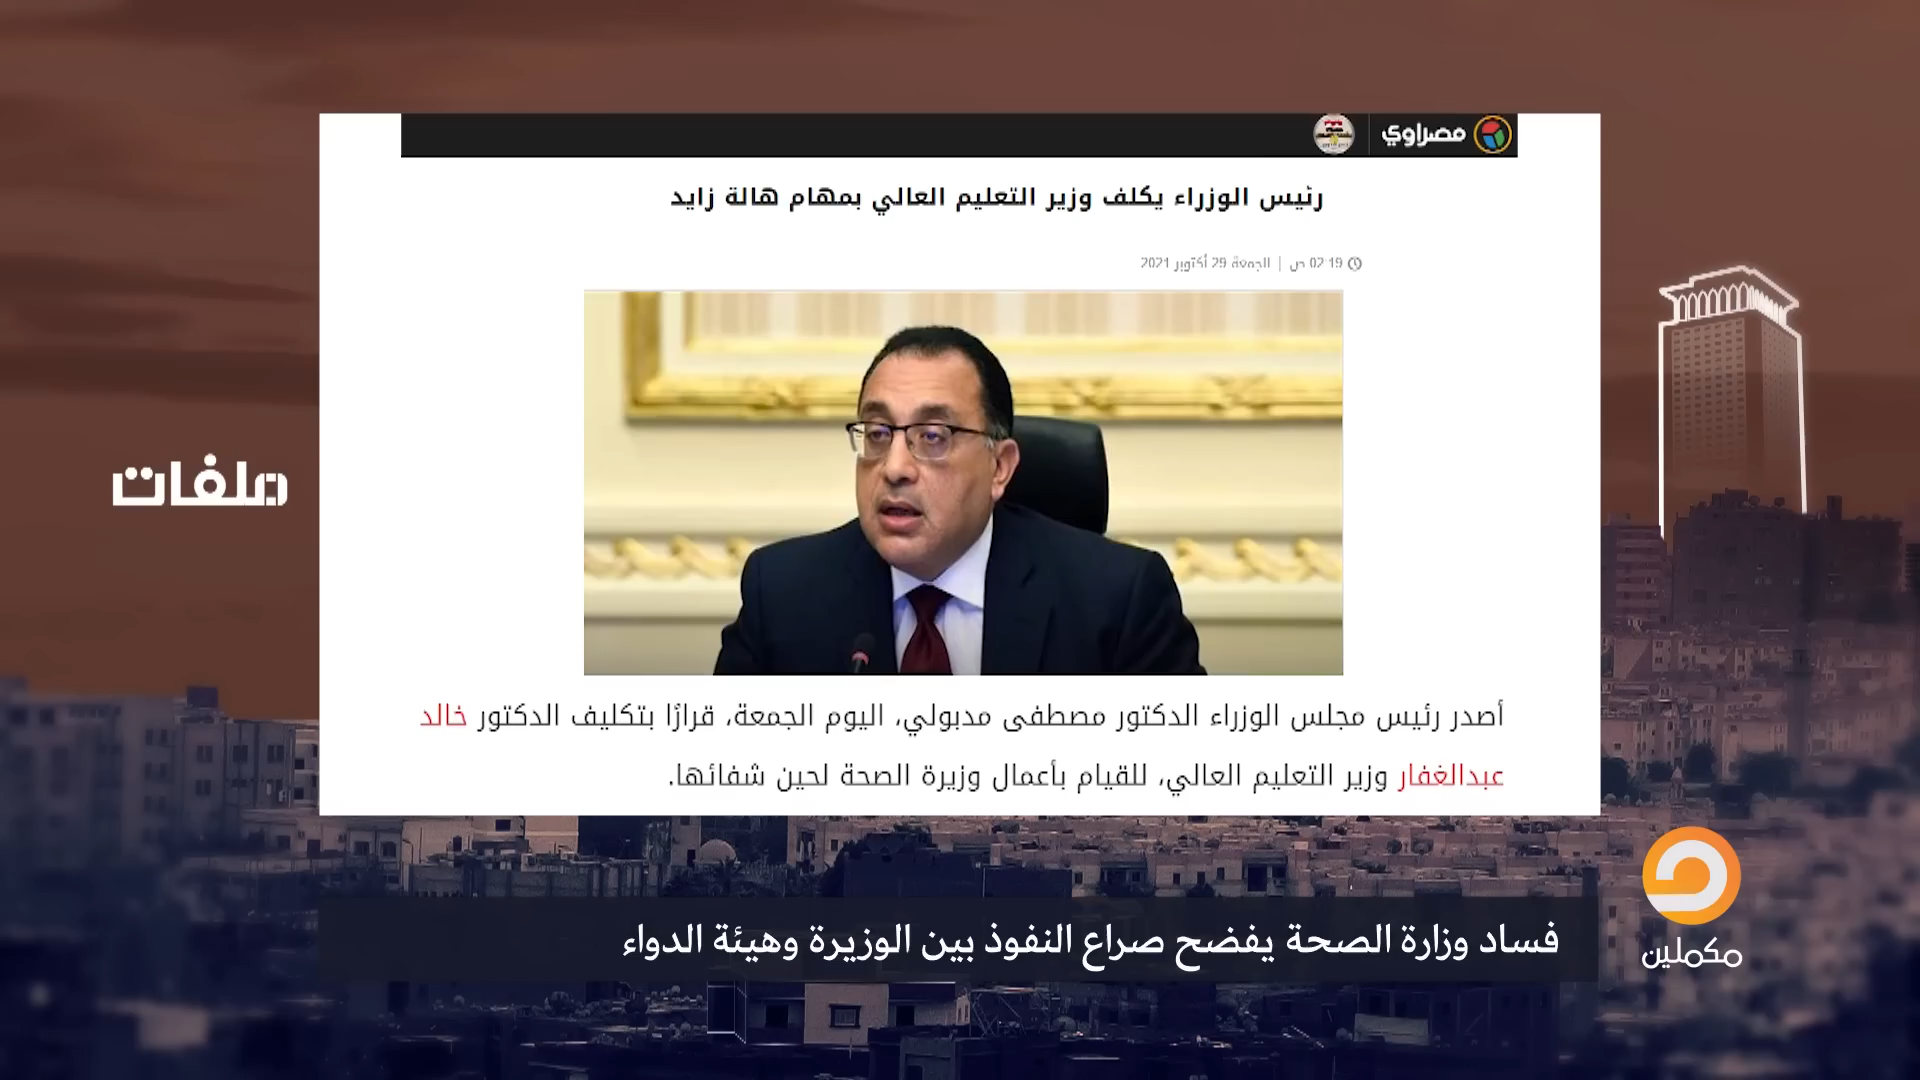 مصراوي
رئيس الوزراء يكلف وزير التعليم العالي بمهام هالة زايد
02:19 ص | الجمعة 29 أكتوبر 2021
ملفات
أصدر رئيس مجلس الوزراء الدكتور مصطفى مدبولي، اليوم الجمعة، قرارًا بتكليف الدكتور خالد
عبدالغفار وزير التعليم العالي، للقيام بأعمال وزيرة الصحة لحين شفائها.
فساد وزارة الصحة يفضح صراع النفوذ بين الوزيرة وهيئة الدواء
مكملين